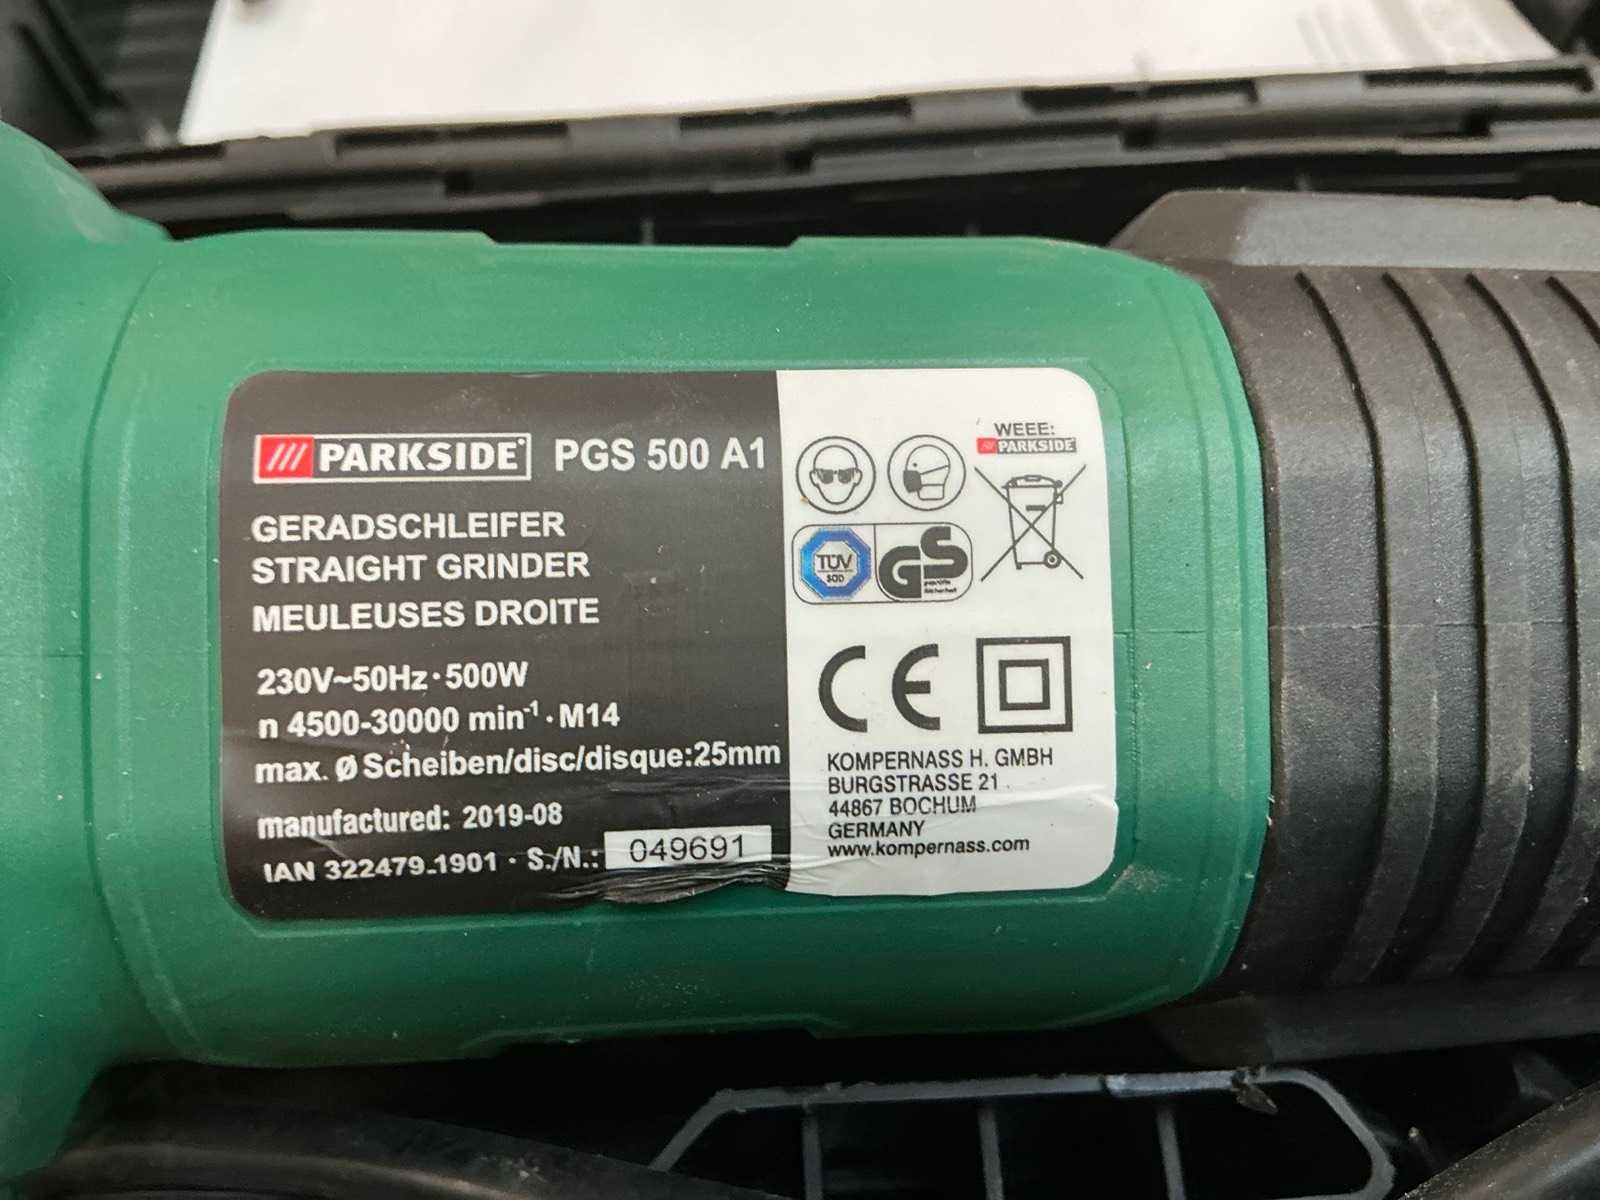 PARKSIDE PGS 500 A1
GERADSCHLEIFER
STRAIGHT GRINDER
MEULEUSES DROITE
230V~50Hz · 500W
n 4500-30000 min⁻¹ · M14
max. Ø Scheiben/disc/disque:25mm
manufactured: 2019-08
IAN 322479_1901 · S./N.: 049691
WEEE:
PARKSIDE
TÜV
SÜD
GS
geprüfte
Sicherheit
CE
KOMPERNASS H. GMBH
BURGSTRASSE 21
44867 BOCHUM
GERMANY
www.kompernass.com